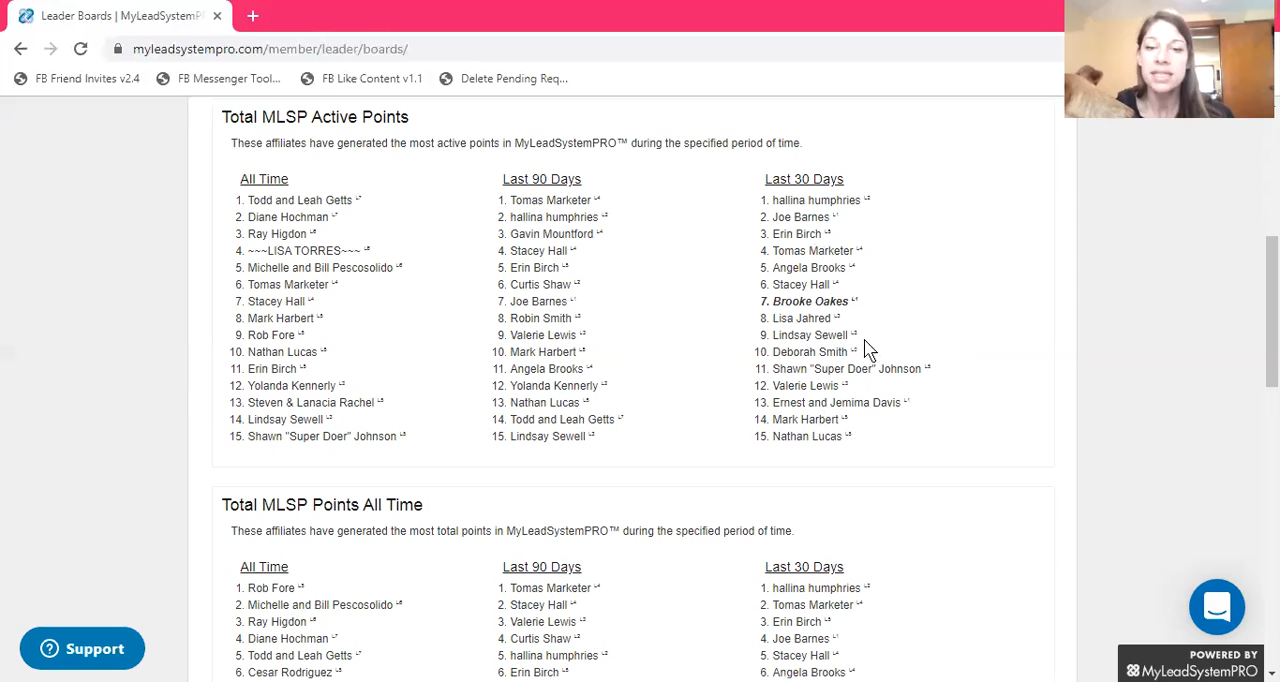 Leader Boards | MyLeadSystemP
myleadsystempro.com/member/leader/boards/
FB Friend Invites v2.4
FB Messenger Tool...
FB Like Content v1.1
Delete Pending Req...
Total MLSP Active Points
These affiliates have generated the most active points in MyLeadSystemPRO™ during the specified period of time.
All Time
1. Todd and Leah Getts
2. Diane Hochman
3. Ray Higdon
4. ~~~LISA TORRES~~~
5. Michelle and Bill Pescosolido
6. Tomas Marketer
7. Stacey Hall
8. Mark Harbert
9. Rob Fore
10. Nathan Lucas
11. Erin Birch
12. Yolanda Kennerly
13. Steven & Lanacia Rachel
14. Lindsay Sewell
15. Shawn "Super Doer" Johnson
Last 90 Days
1. Tomas Marketer
2. hallina humphries
3. Gavin Mountford
4. Stacey Hall
5. Erin Birch
6. Curtis Shaw
7. Joe Barnes
8. Robin Smith
9. Valerie Lewis
10. Mark Harbert
11. Angela Brooks
12. Yolanda Kennerly
13. Nathan Lucas
14. Todd and Leah Getts
15. Lindsay Sewell
Last 30 Days
1. hallina humphries
2. Joe Barnes
3. Erin Birch
4. Tomas Marketer
5. Angela Brooks
6. Stacey Hall
7. Brooke Oakes
8. Lisa Jahred
9. Lindsay Sewell
10. Deborah Smith
11. Shawn "Super Doer" Johnson
12. Valerie Lewis
13. Ernest and Jemima Davis
14. Mark Harbert
15. Nathan Lucas
Total MLSP Points All Time
These affiliates have generated the most total points in MyLeadSystemPRO™ during the specified period of time.
All Time
1. Rob Fore
2. Michelle and Bill Pescosolido
3. Ray Higdon
4. Diane Hochman
5. Todd and Leah Getts
6. Cesar Rodriguez
Last 90 Days
1. Tomas Marketer
2. Stacey Hall
3. Valerie Lewis
4. Curtis Shaw
5. hallina humphries
6. Erin Birch
Last 30 Days
1. hallina humphries
2. Tomas Marketer
3. Erin Birch
4. Joe Barnes
5. Stacey Hall
6. Angela Brooks
Support
POWERED BY
MyLeadSystemPRO